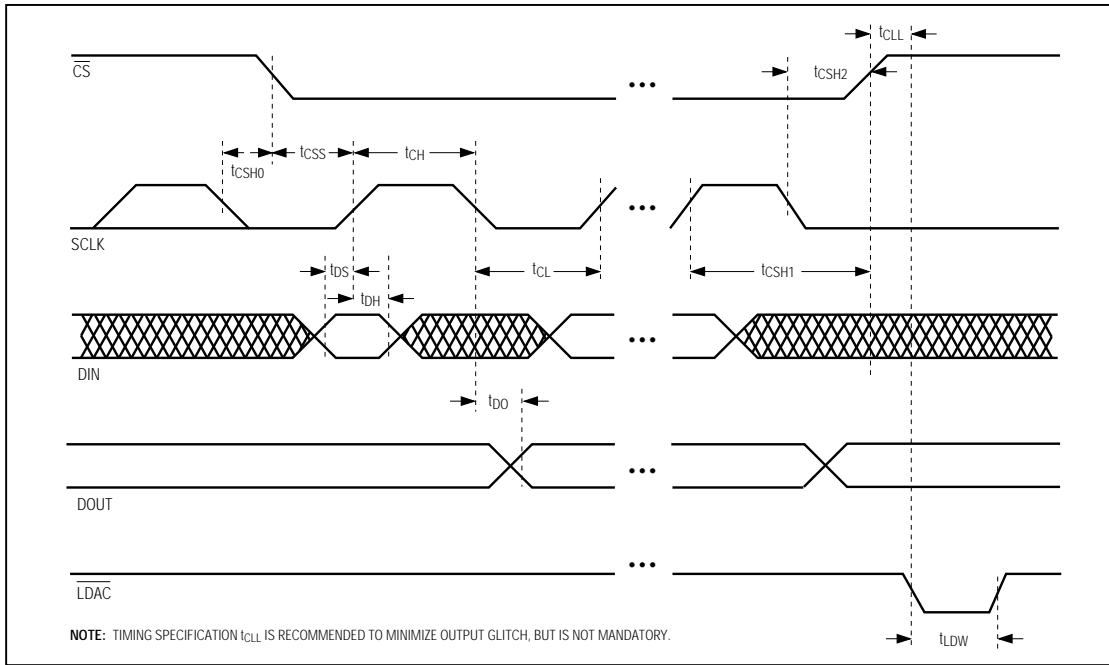 tCLL
CS
•••
tCSH2
tCSH0
tCSS
tCH
•••
SCLK
tDS
tCL
tCSH1
tDH
•••
DIN
tDO
•••
DOUT
•••
LDAC
NOTE: TIMING SPECIFICATION tCLL IS RECOMMENDED TO MINIMIZE OUTPUT GLITCH, BUT IS NOT MANDATORY.
tLDW